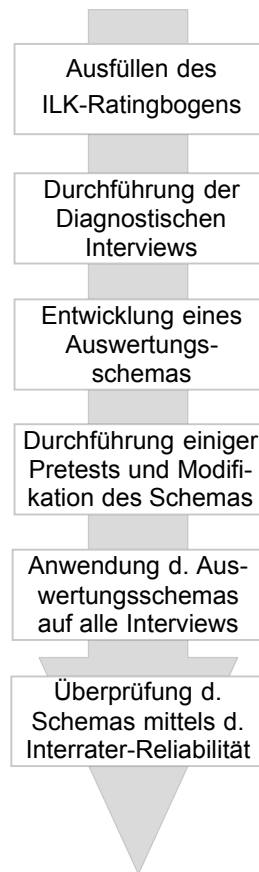 Ausfüllen des
ILK-Ratingbogens
Durchführung der
Diagnostischen
Interviews
Entwicklung eines
Auswertungs-
schemas
Durchführung einiger
Pretests und Modifi-
kation des Schemas
Anwendung d. Aus-
wertungsschemas
auf alle Interviews
Überprüfung d.
Schemas mittels d.
Interrater-Reliabilität